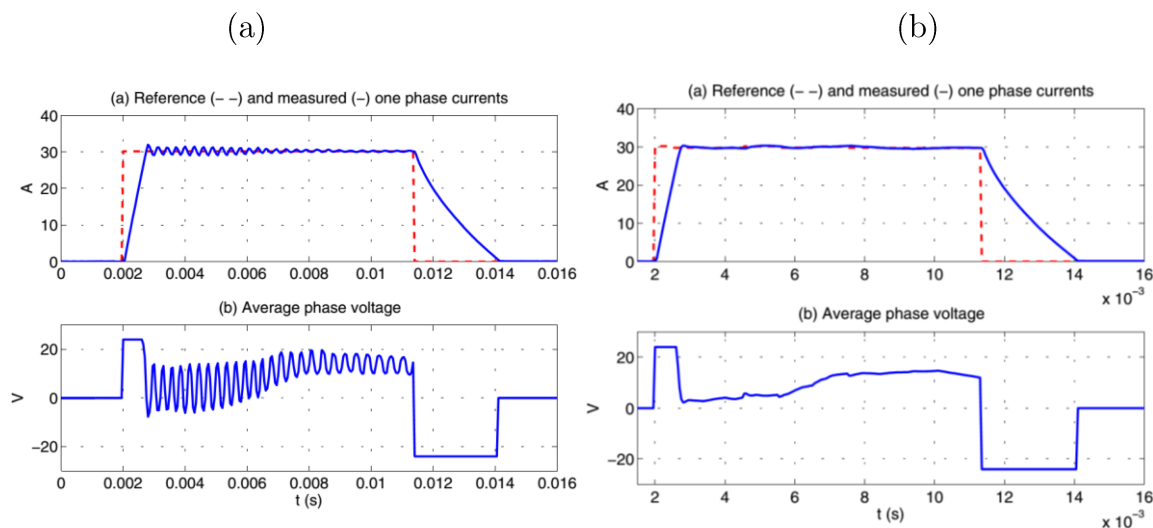 (a)
(a) Reference (− −) and measured (−) one phase currents
40
30
20
10
0
A
0 0.002 0.004 0.006 0.008 0.01 0.012 0.014 0.016
(b) Average phase voltage
20
0
−20
V
0 0.002 0.004 0.006 0.008 0.01 0.012 0.014 0.016
t (s)
(b)
(a) Reference (− −) and measured (−) one phase currents
40
30
20
10
0
A
2 4 6 8 10 12 14 16
x 10⁻³
(b) Average phase voltage
20
0
−20
V
2 4 6 8 10 12 14 16
t (s)
x 10⁻³